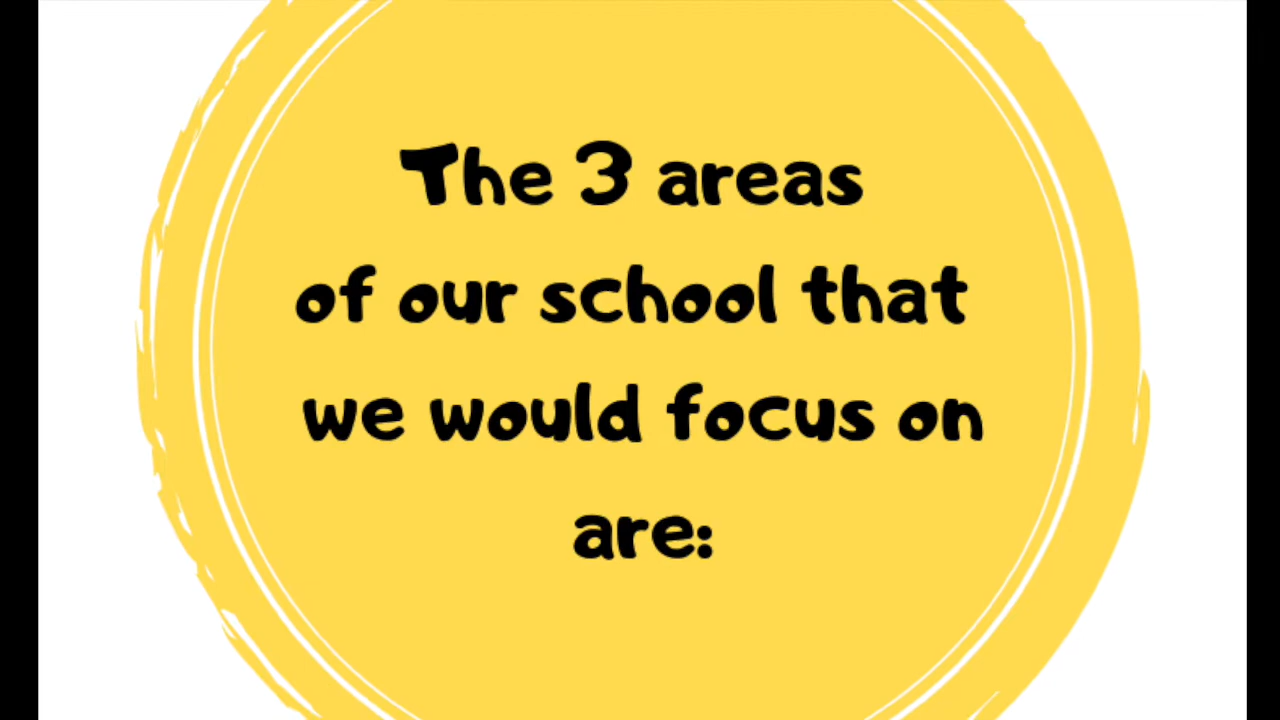 The 3 areas
of our school that
we would focus on
are: